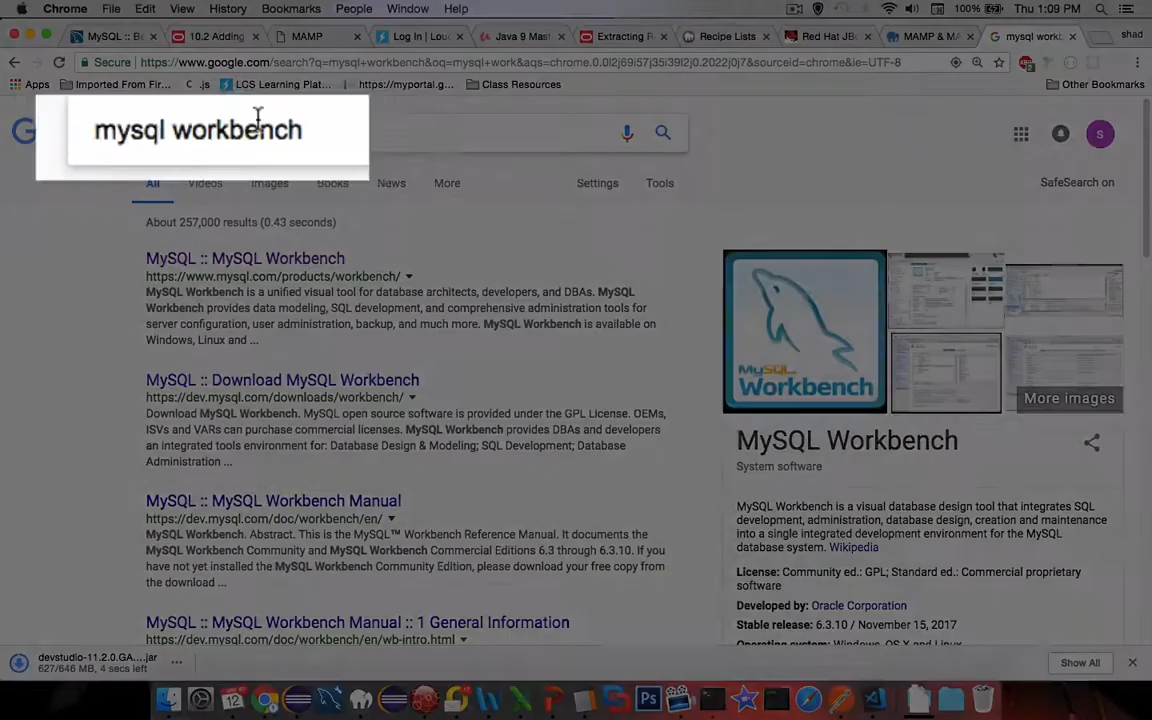 Chrome File Edit View History Bookmarks People Window Help 100% Thu 1:09 PM
MySQL :: Be 10.2 Adding MAMP Log In | Lou Java 9 Mast Extracting R Recipe Lists Red Hat JBo MAMP & MA mysql workb shad
Secure https://www.google.com/search?q=mysql+workbench&oq=mysql+work&aqs=chrome.0.0l2j69i57j35i39l2j0.2022j0j7&sourceid=chrome&ie=UTF-8
Apps Imported From Fir... .js LCS Learning Plat... https://myportal.g... Class Resources Other Bookmarks
mysql workbench
All Videos Images Books News More Settings Tools SafeSearch on
About 257,000 results (0.43 seconds)
MySQL :: MySQL Workbench
https://www.mysql.com/products/workbench/
MySQL Workbench is a unified visual tool for database architects, developers, and DBAs. MySQL
Workbench provides data modeling, SQL development, and comprehensive administration tools for
server configuration, user administration, backup, and much more. MySQL Workbench is available on
Windows, Linux and ...
MySQL :: Download MySQL Workbench
https://dev.mysql.com/downloads/workbench/
Download MySQL Workbench. MySQL open source software is provided under the GPL License. OEMs,
ISVs and VARs can purchase commercial licenses. MySQL Workbench provides DBAs and developers
an integrated tools environment for: Database Design & Modeling; SQL Development; Database
Administration ...
MySQL :: MySQL Workbench Manual
https://dev.mysql.com/doc/workbench/en/
MySQL Workbench. Abstract. This is the MySQL™ Workbench Reference Manual. It documents the
MySQL Workbench Community and MySQL Workbench Commercial Editions 6.3 through 6.3.10. If you
have not yet installed the MySQL Workbench Community Edition, please download your free copy from
the download ...
MySQL :: MySQL Workbench Manual :: 1 General Information
https://dev.mysql.com/doc/workbench/en/wb-intro.html
MySQL
Workbench
More images
MySQL Workbench
System software
MySQL Workbench is a visual database design tool that integrates SQL
development, administration, database design, creation and maintenance
into a single integrated development environment for the MySQL
database system. Wikipedia
License: Community ed.: GPL; Standard ed.: Commercial proprietary
software
Developed by: Oracle Corporation
Stable release: 6.3.10 / November 15, 2017
Operating system: Windows, OS X and Linux
devstudio-11.2.0.GA....jar
627/646 MB, 4 secs left
Show All